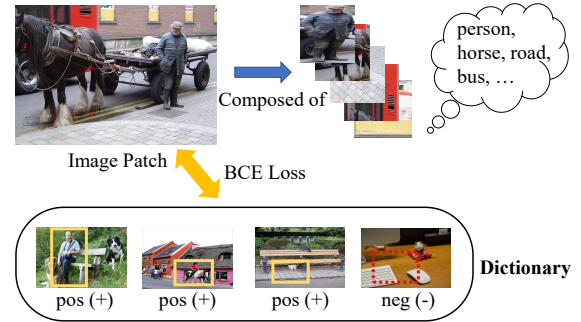 person,
horse, road,
bus, ...
Composed of
Image Patch
BCE Loss
pos (+)
pos (+)
pos (+)
neg (-)
Dictionary